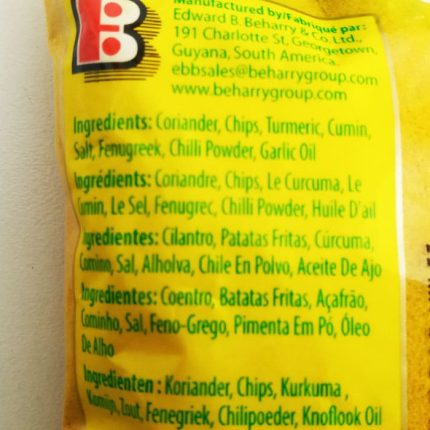 B
Manufactured by/Fabriqué par:
Edward B. Beharry & Co. Ltd.,
191 Charlotte St, Georgetown,
Guyana, South America.
ebbsales@beharrygroup.com
www.beharrygroup.com
Ingredients: Coriander, Chips, Turmeric, Cumin,
Salt, Fenugreek, Chilli Powder, Garlic Oil
Ingrédients: Coriandre, Chips, Le Curcuma, Le
Cumin, Le Sel, Fenugrec, Chilli Powder, Huile D'ail
Ingredientes: Cilantro, Patatas Fritas, Cúrcuma,
Comino, Sal, Alholva, Chile En Polvo, Aceite De Ajo
Ingredientes: Coentro, Batatas Fritas, Açafrão,
Cominho, Sal, Feno-Grego, Pimenta Em Pó, Óleo
De Alho
Ingredienten : Koriander, Chips, Kurkuma ,
Komijn, Zout, Fenegriek, Chilipoeder, Knoflook Oil